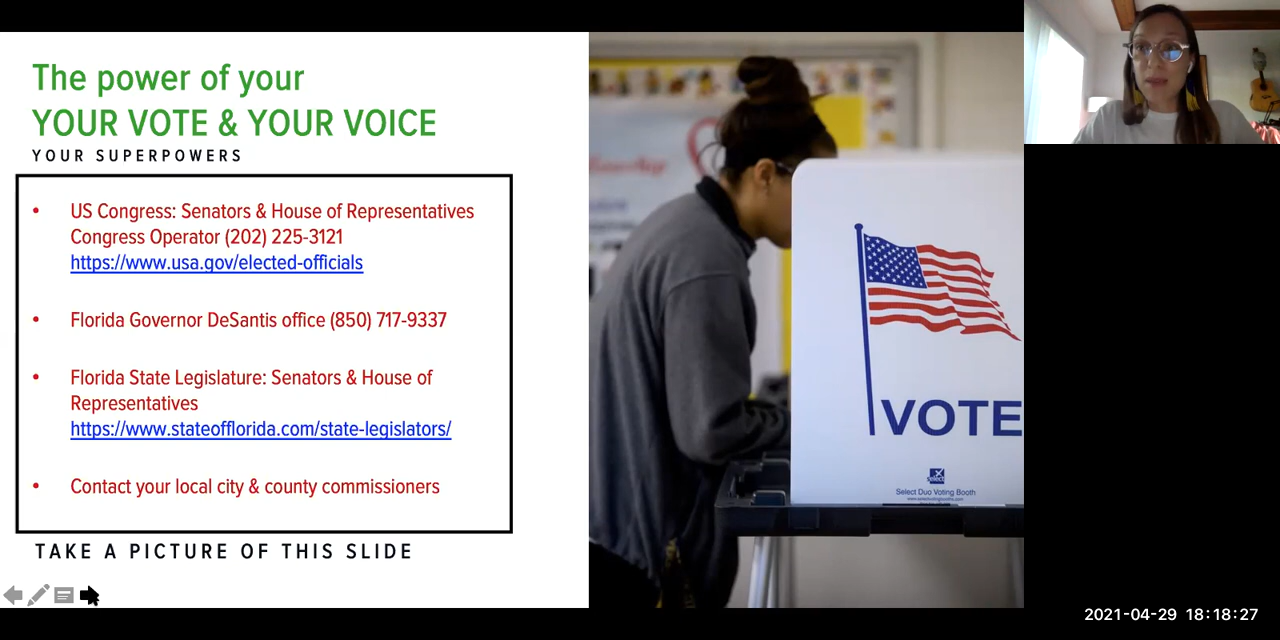 The power of your
YOUR VOTE & YOUR VOICE
YOUR SUPERPOWERS
• US Congress: Senators & House of Representatives
Congress Operator (202) 225-3121
https://www.usa.gov/elected-officials
• Florida Governor DeSantis office (850) 717-9337
• Florida State Legislature: Senators & House of
Representatives
https://www.stateofflorida.com/state-legislators/
• Contact your local city & county commissioners
TAKE A PICTURE OF THIS SLIDE
VOTE
Select
Select Duo Voting Booth
2021-04-29 18:18:27